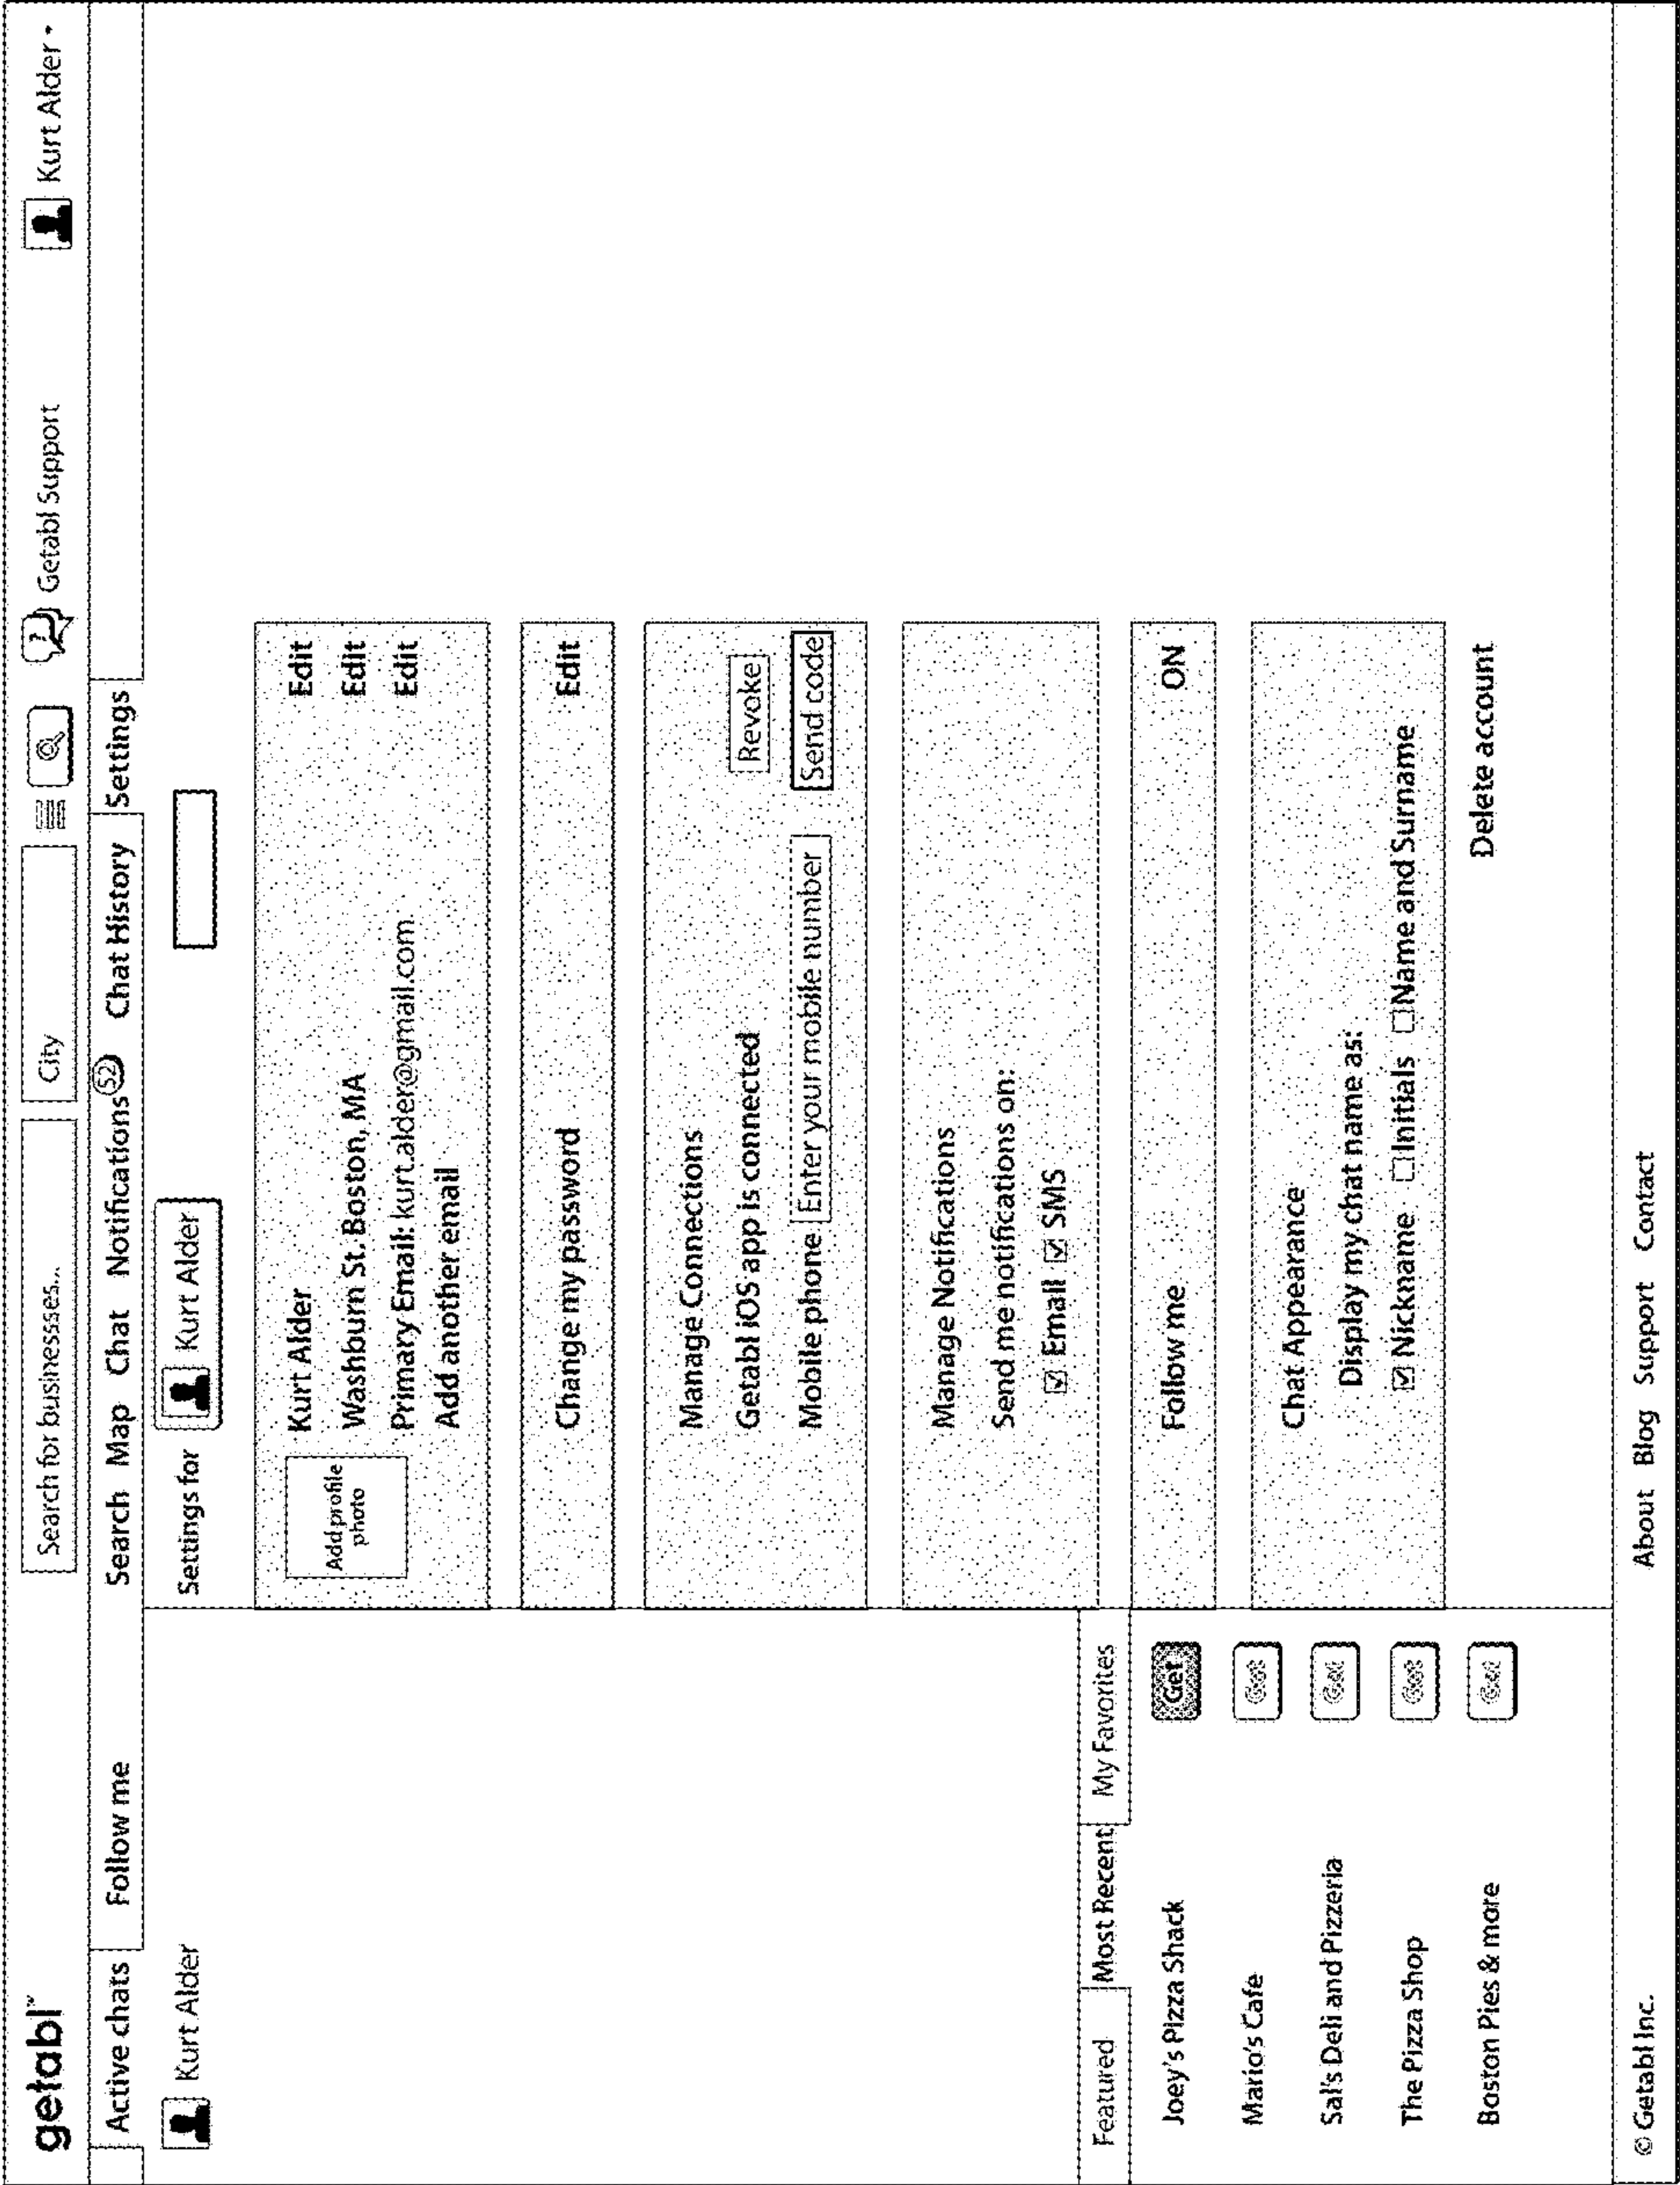 getabl™
Search for businesses...
City
Getabl Support
Kurt Alder
Active chats
Follow me
Search
Map
Chat
Notifications 52
Chat History
Settings
Kurt Alder
Settings for
Kurt Alder
Add profile
photo
Kurt Alder
Edit
Washburn St. Boston, MA
Edit
Primary Email: kurt.alder@gmail.com
Edit
Add another email
Change my password
Edit
Manage Connections
Getabl iOS app is connected
Revoke
Mobile phone
Enter your mobile number
Send code
Manage Notifications
Send me notifications on:
☑ Email ☑ SMS
Follow me
ON
Chat Appearance
Display my chat name as:
☑ Nickname ☐ Initials ☐ Name and Surname
Delete account
Featured
Most Recent
My Favorites
Joey's Pizza Shack
Get
Mario's Cafe
Get
Sal's Deli and Pizzeria
Get
The Pizza Shop
Get
Boston Pies & more
Get
© Getabl Inc.
About
Blog
Support
Contact